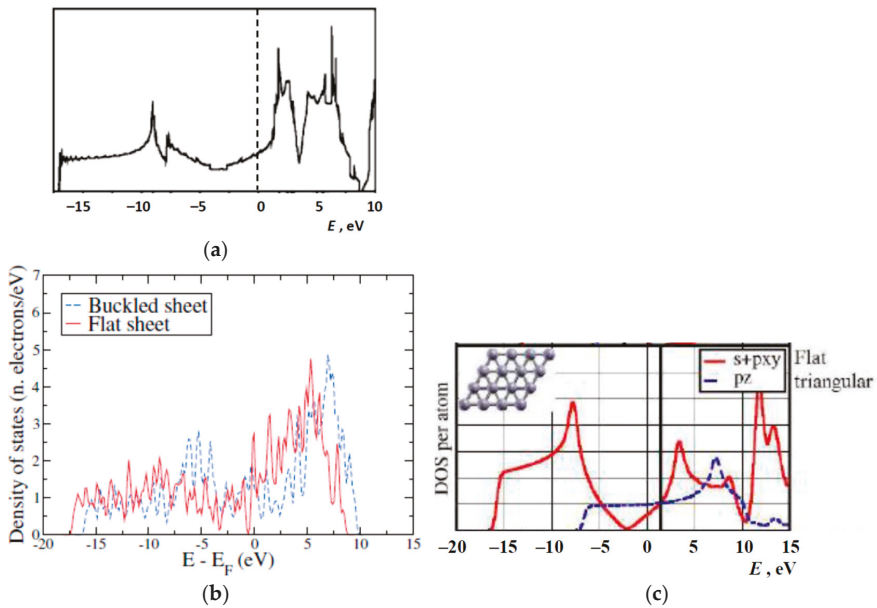 −15 −10 −5 0 5 10
E , eV
(a)
Density of states (n. electrons/eV)
7
6
5
4
3
2
1
0
Buckled sheet
Flat sheet
−20 −15 −10 −5 0 5 10 15
E - EF (eV)
(b)
DOS per atom
s+pxy
pz
Flat
triangular
−20 −15 −10 −5 0 5 10 15
E , eV
(c)